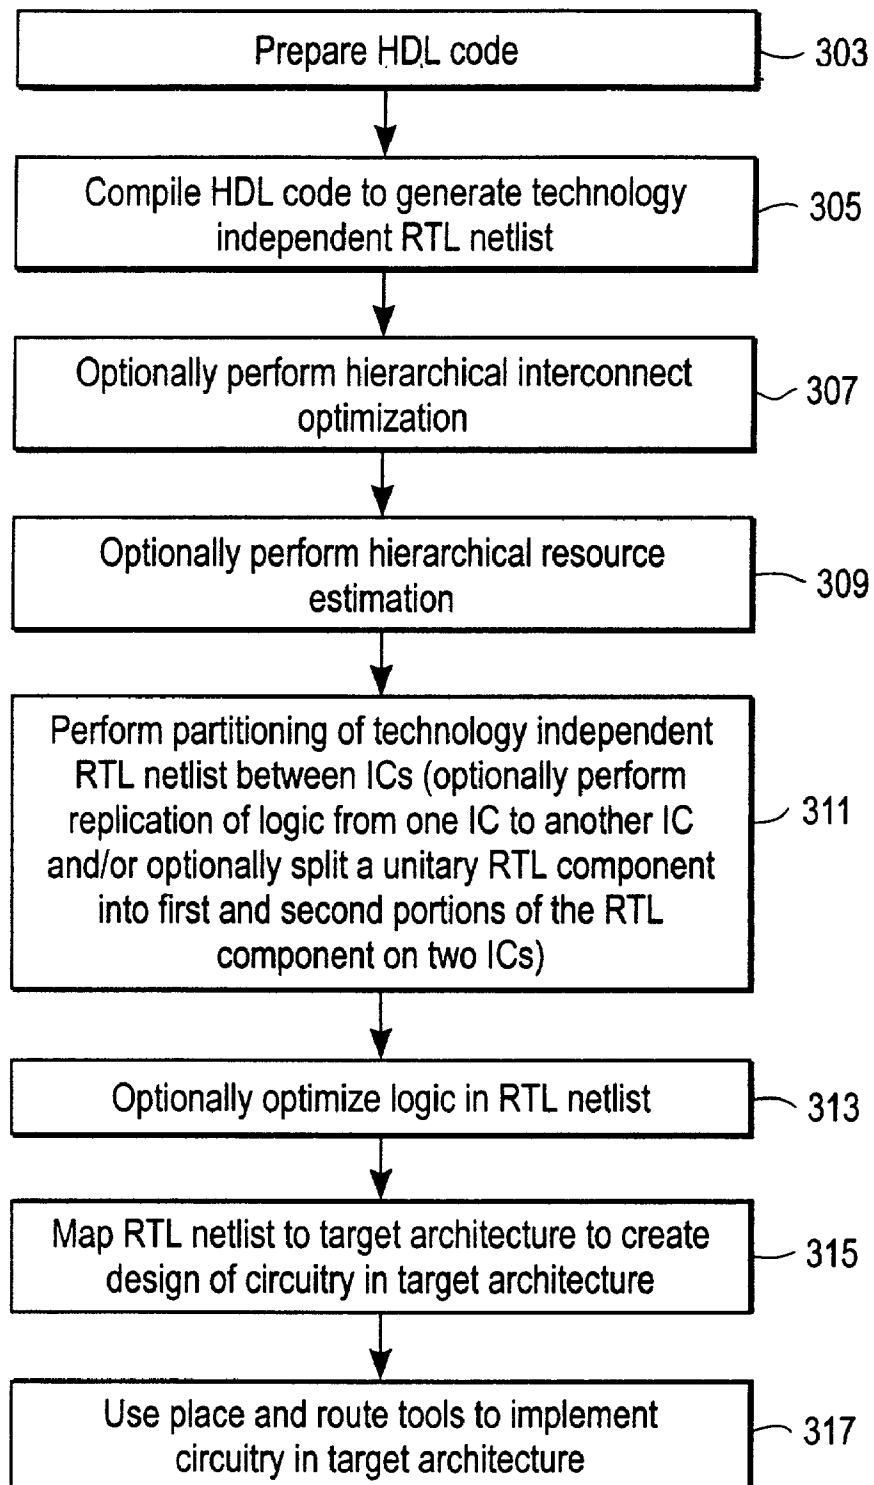 Prepare HDL code
303
Compile HDL code to generate technology
independent RTL netlist
305
Optionally perform hierarchical interconnect
optimization
307
Optionally perform hierarchical resource
estimation
309
Perform partitioning of technology independent
RTL netlist between ICs (optionally perform
replication of logic from one IC to another IC
and/or optionally split a unitary RTL component
into first and second portions of the RTL
component on two ICs)
311
Optionally optimize logic in RTL netlist
313
Map RTL netlist to target architecture to create
design of circuitry in target architecture
315
Use place and route tools to implement
circuitry in target architecture
317